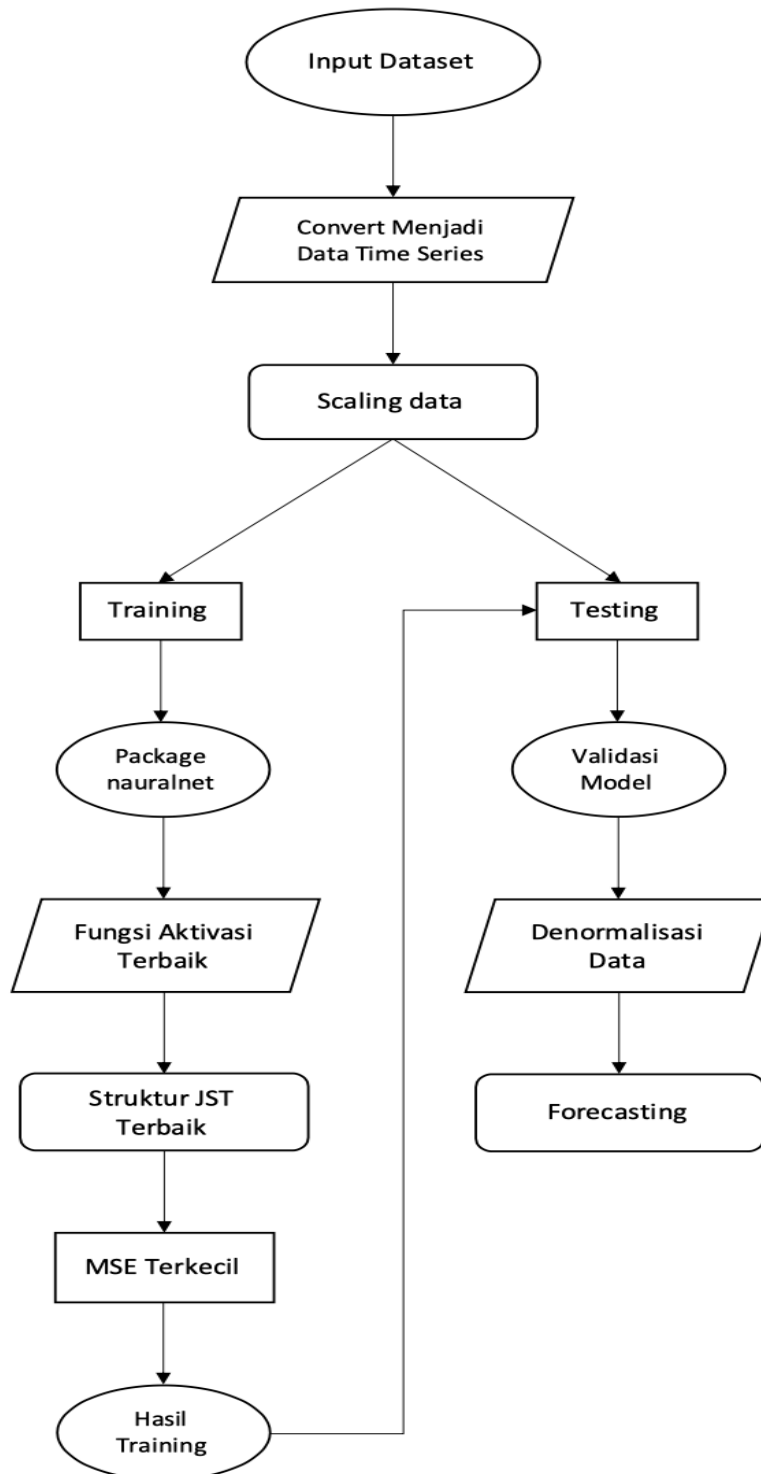 Input Dataset
Convert Menjadi
Data Time Series
Scaling data
Training
Testing
Package
nauralnet
Validasi
Model
Fungsi Aktivasi
Terbaik
Denormalisasi
Data
Struktur JST
Terbaik
Forecasting
MSE Terkecil
Hasil
Training